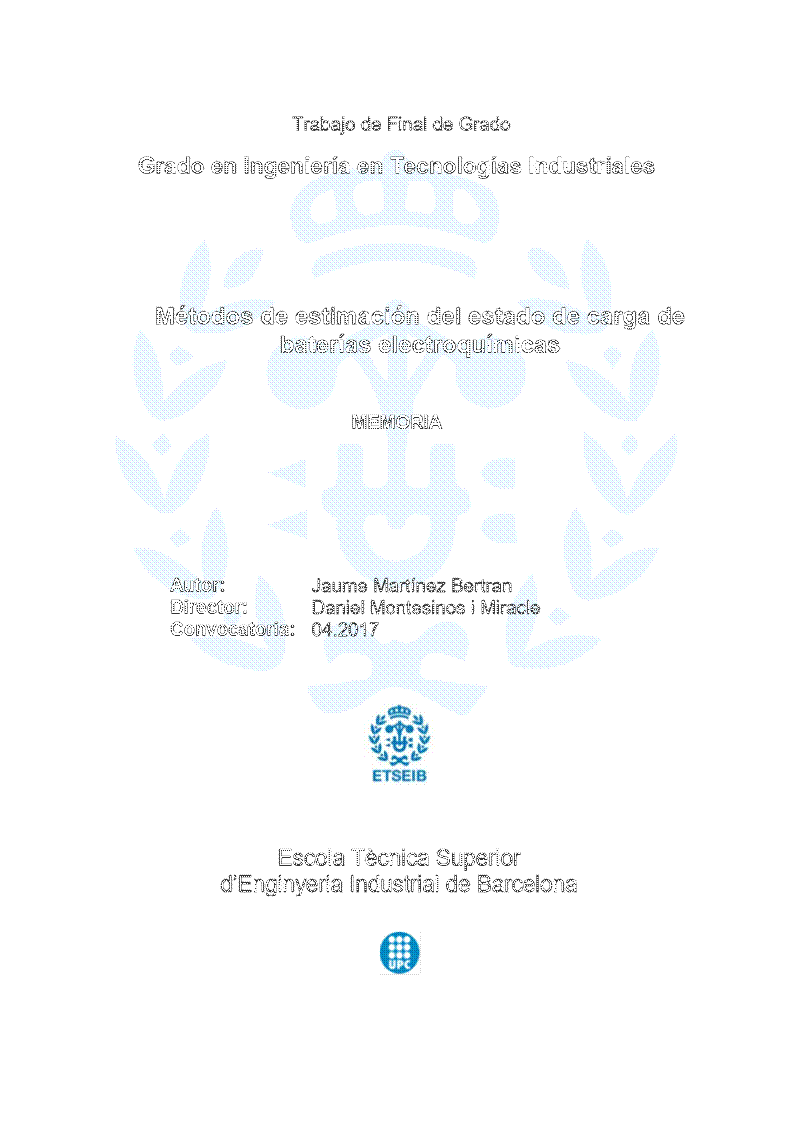 Trabajo de Final de Grado
Grado en Ingeniería en Tecnologías Industriales
Métodos de estimación del estado de carga de
baterías electroquímicas
MEMORIA
Autor: Jaume Martínez Bertran
Director: Daniel Montesinos i Miracle
Convocatoria: 04.2017
ETSEIB
Escola Tècnica Superior
d'Enginyeria Industrial de Barcelona
UPC